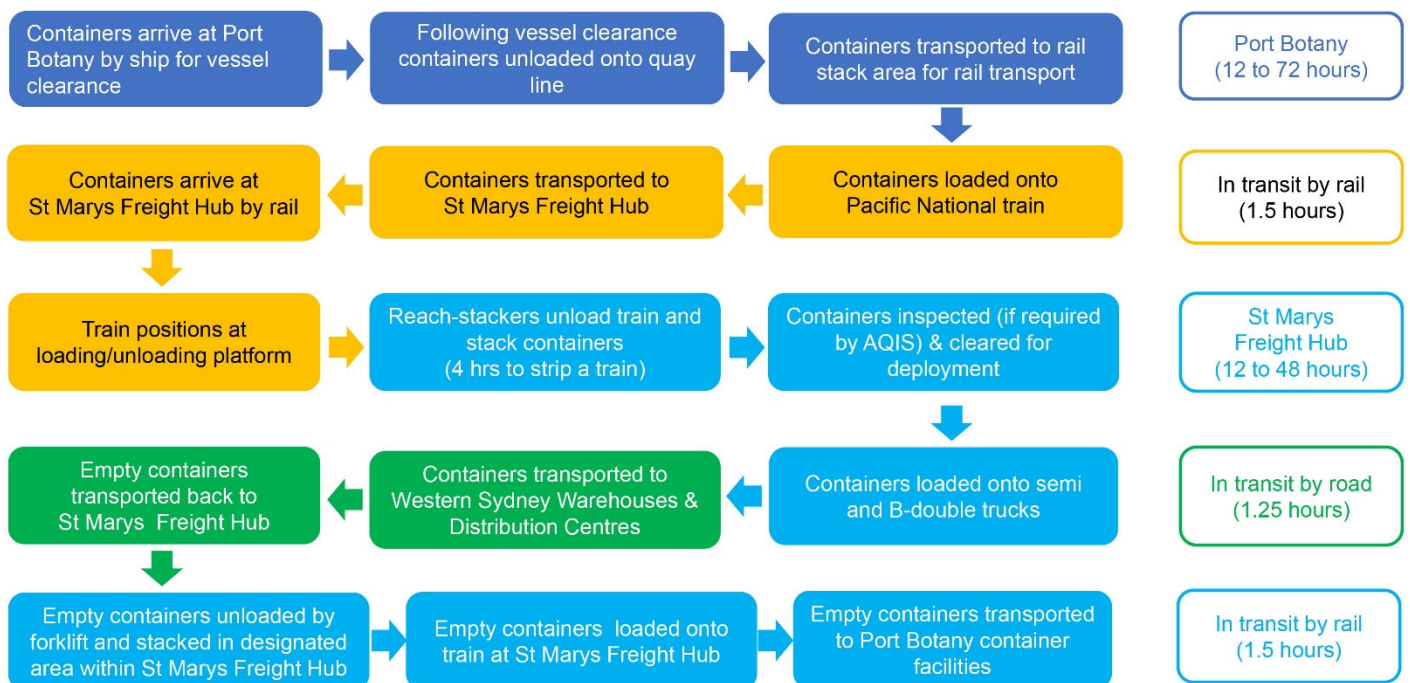 Containers arrive at Port
Botany by ship for vessel
clearance
Following vessel clearance
containers unloaded onto quay
line
Containers transported to rail
stack area for rail transport
Port Botany
(12 to 72 hours)
Containers arrive at
St Marys Freight Hub by rail
Containers transported to
St Marys Freight Hub
Containers loaded onto
Pacific National train
In transit by rail
(1.5 hours)
Train positions at
loading/unloading platform
Reach-stackers unload train and
stack containers
(4 hrs to strip a train)
Containers inspected (if required
by AQIS) & cleared for
deployment
St Marys
Freight Hub
(12 to 48 hours)
Empty containers
transported back to
St Marys Freight Hub
Containers transported to
Western Sydney Warehouses &
Distribution Centres
Containers loaded onto semi
and B-double trucks
In transit by road
(1.25 hours)
Empty containers unloaded by
forklift and stacked in designated
area within St Marys Freight Hub
Empty containers loaded onto
train at St Marys Freight Hub
Empty containers transported
to Port Botany container
facilities
In transit by rail
(1.5 hours)